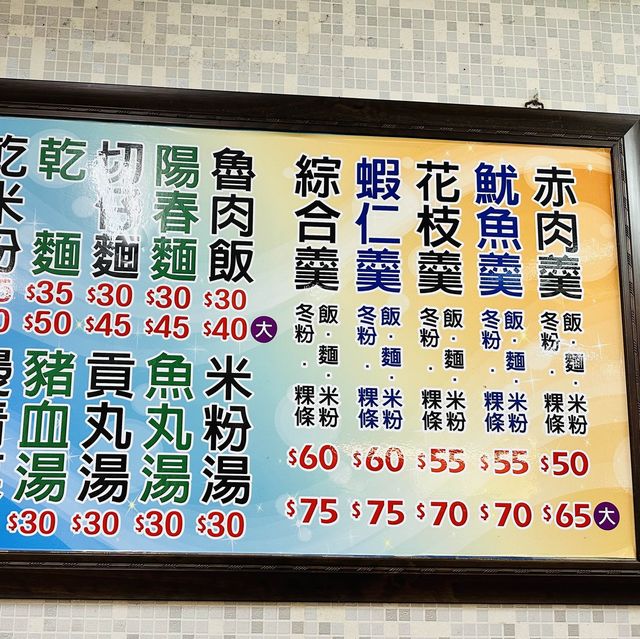 赤肉羹
飯．麵．米粉
冬粉．粿條
$50
$65
大
魷魚羹
飯．麵．米粉
冬粉．粿條
$55
$70
花枝羹
飯．麵．米粉
冬粉．粿條
$55
$70
蝦仁羹
飯．麵．米粉
冬粉．粿條
$60
$75
綜合羹
飯．麵．米粉
冬粉．粿條
$60
$75
魯肉飯
$30
$40
大
陽春麵
$30
$45
切仔麵
$30
$45
乾麵
$35
$50
乾米粉
米粉湯
$30
魚丸湯
$30
貢丸湯
$30
豬血湯
$30